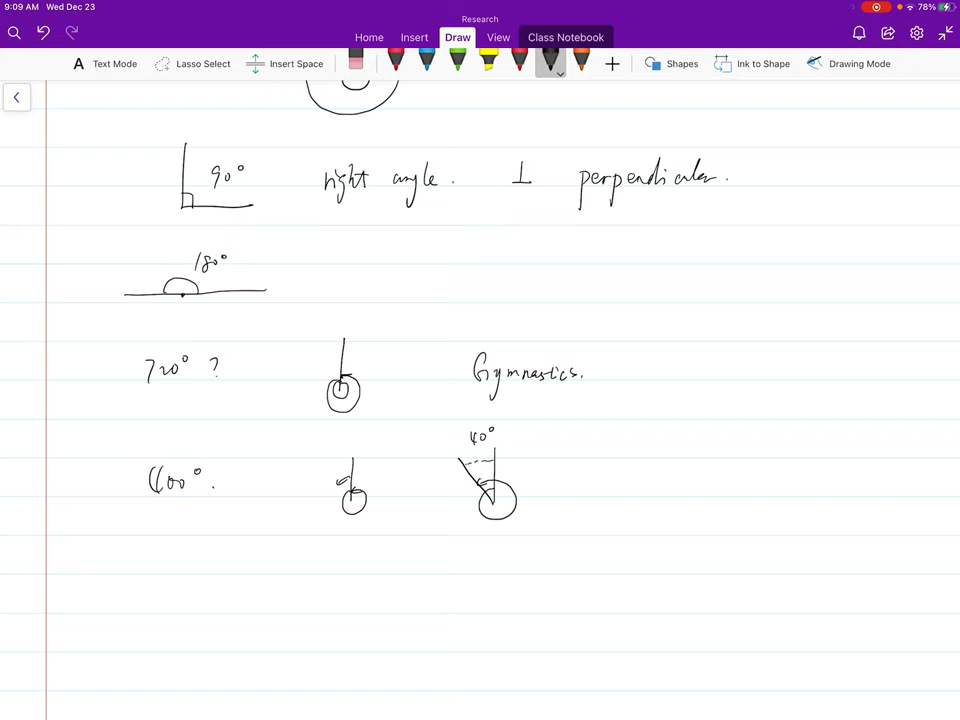 9:09 AM Wed Dec 23
78%
Research
Home Insert Draw View Class Notebook
Text Mode Lasso Select Insert Space Shapes Ink to Shape Drawing Mode
90° right angle. ⊥ perpendicular.
180°
720° ? Gymnastics.
40°
400°.